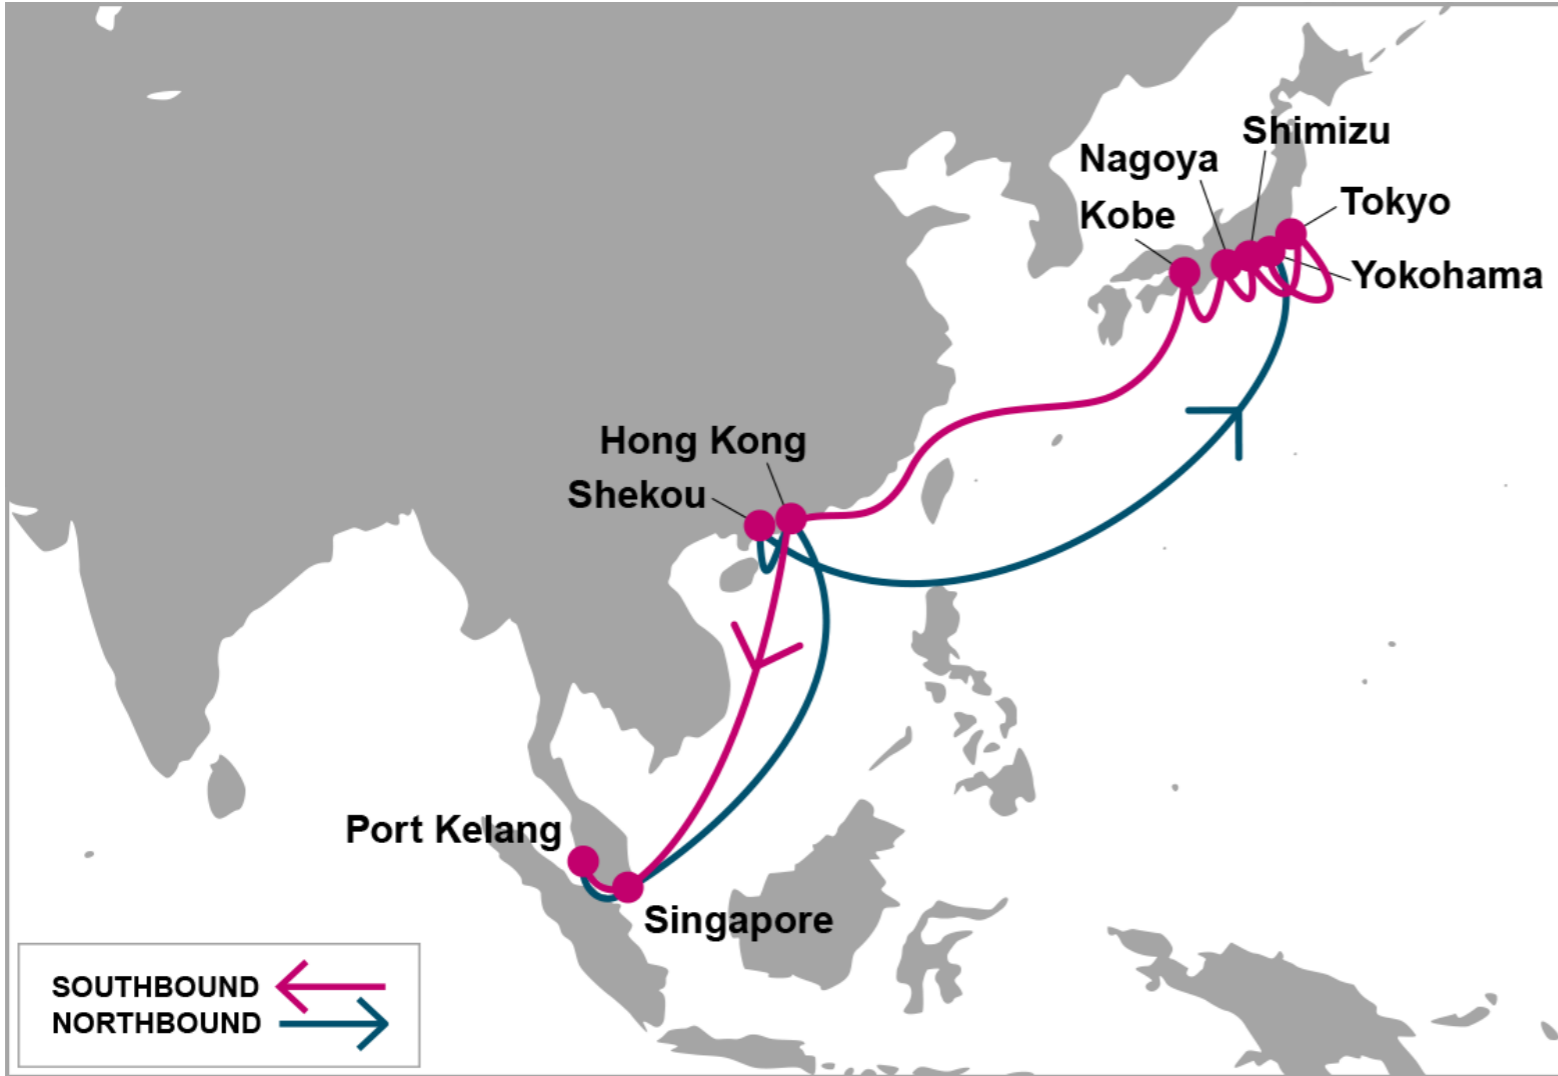 Shimizu
Nagoya
Tokyo
Kobe
Yokohama
Hong Kong
Shekou
Port Kelang
Singapore
SOUTHBOUND
NORTHBOUND